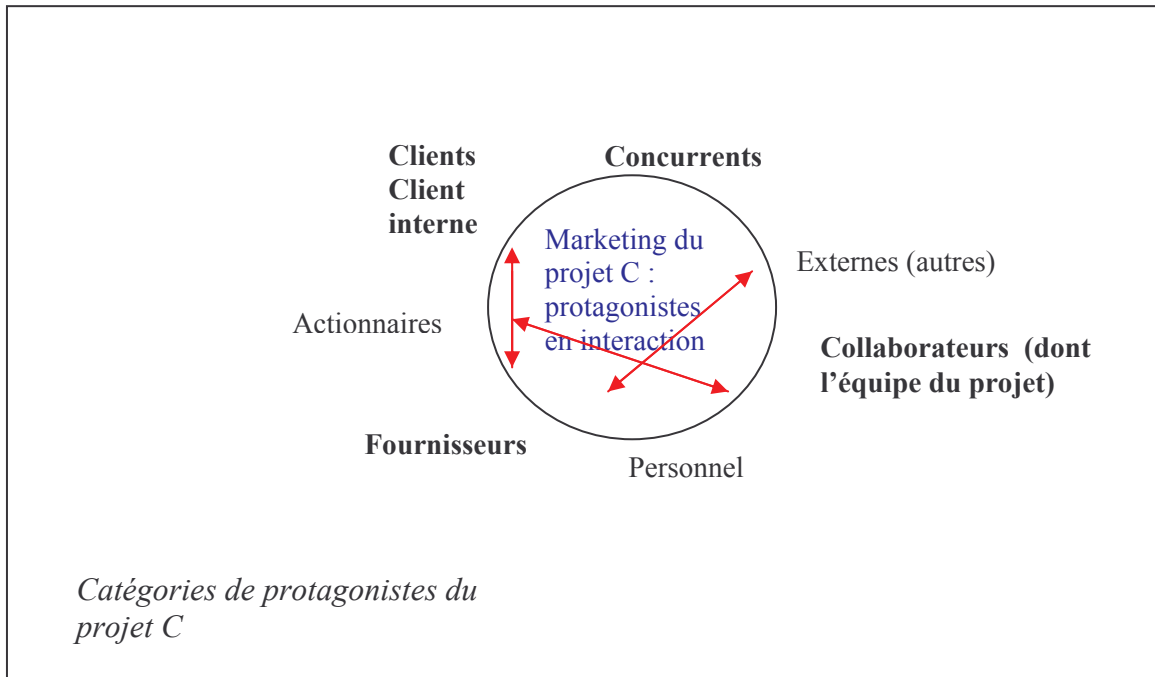 Clients
Client
interne
Concurrents
Marketing du
projet C :
protagonistes
en interaction
Externes (autres)
Actionnaires
Collaborateurs (dont
l’équipe du projet)
Fournisseurs
Personnel
Catégories de protagonistes du
projet C